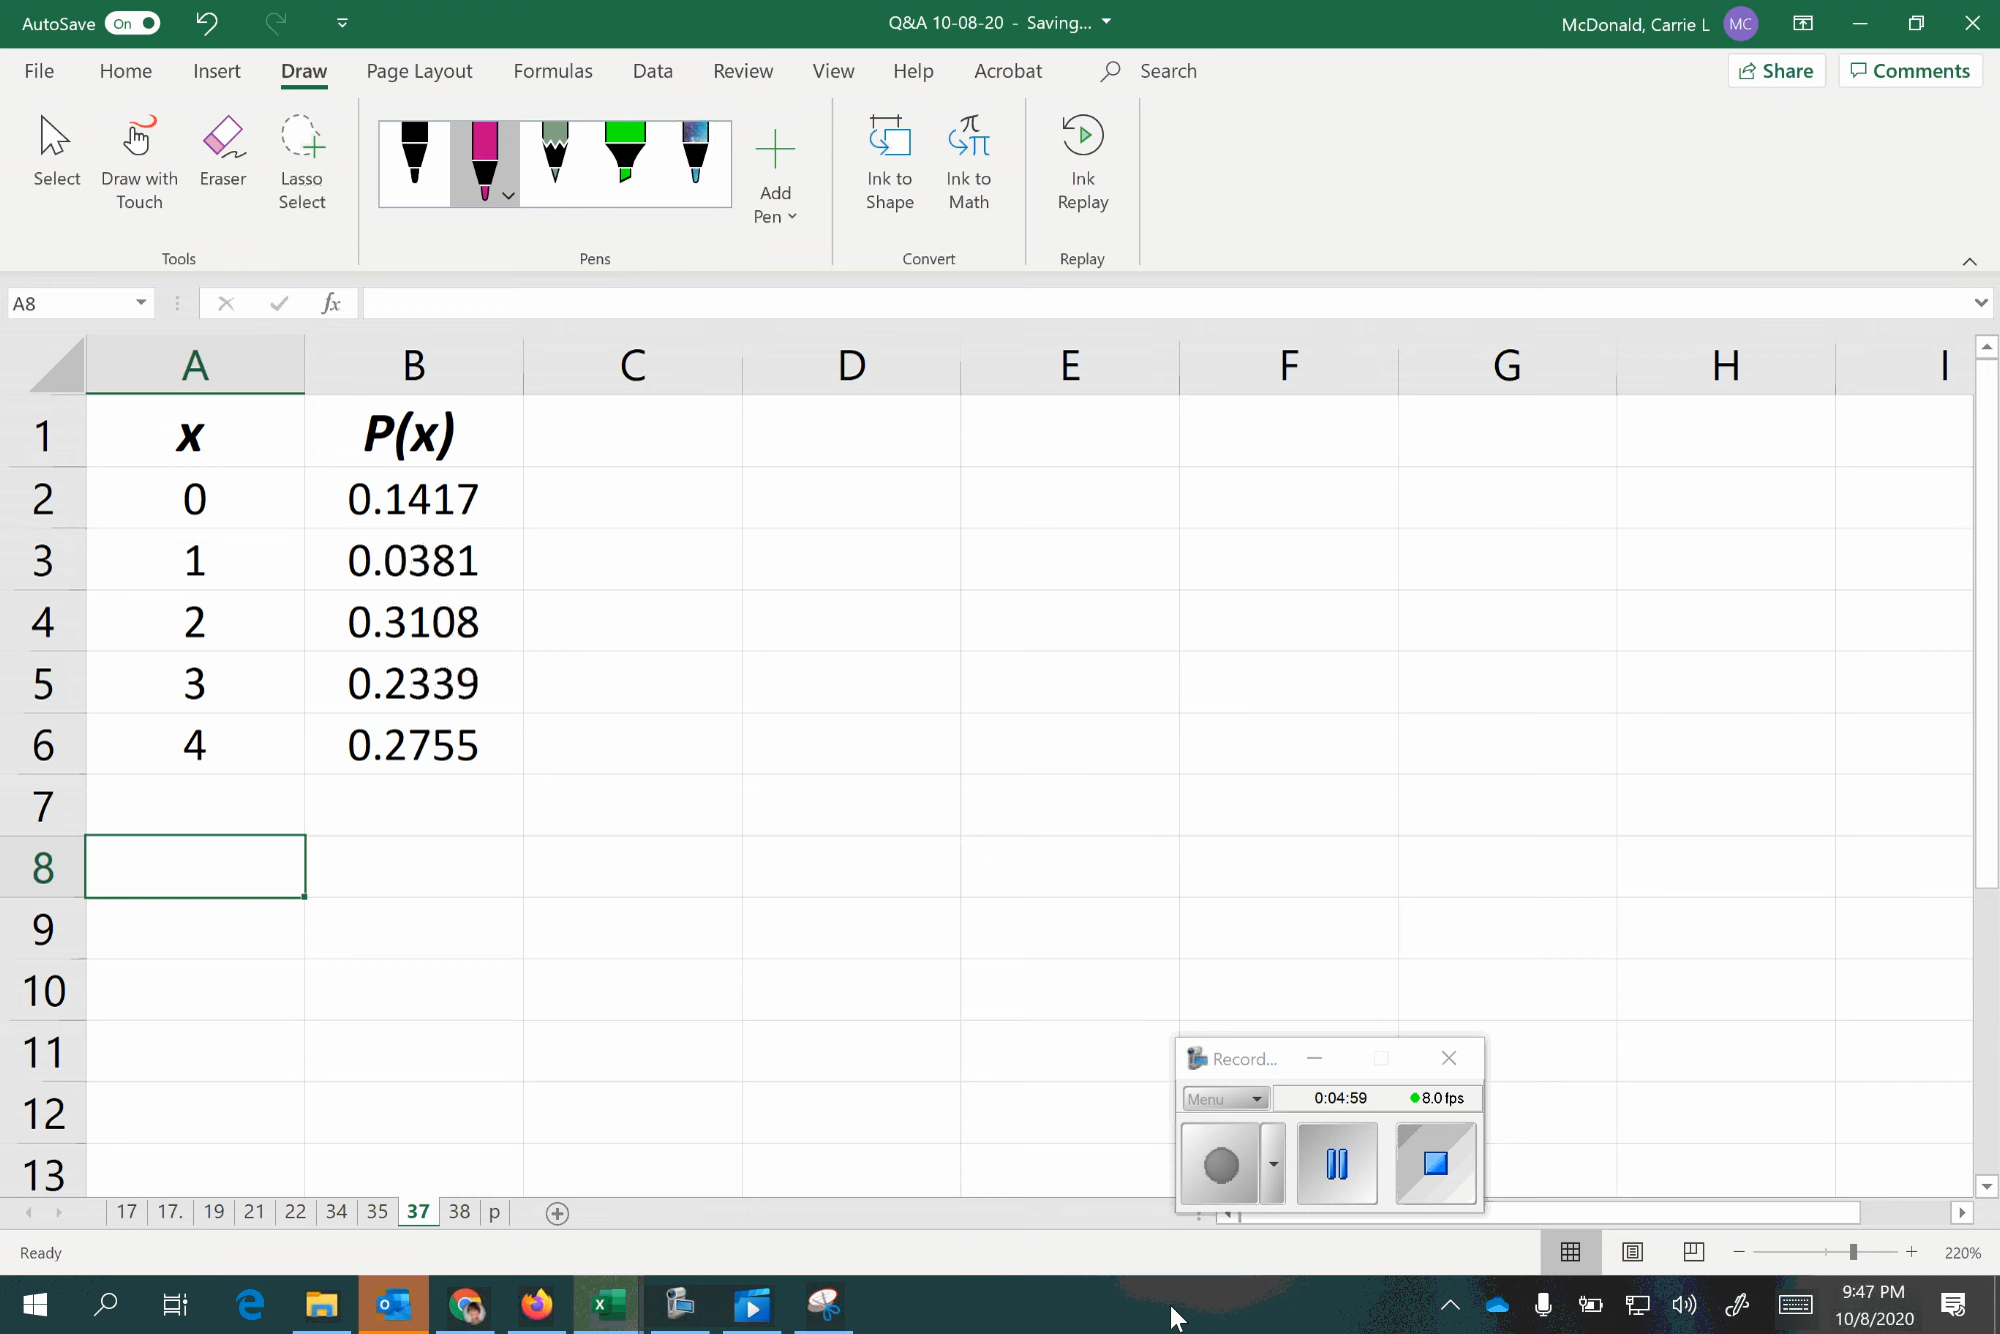 AutoSave On Q&A 10-08-20 - Saving... McDonald, Carrie L MC
File Home Insert Draw Page Layout Formulas Data Review View Help Acrobat Search Share Comments
Select Draw with Touch Eraser Lasso Select Add Pen Ink to Shape Ink to Math Ink Replay
Tools Pens Convert Replay
A8 fx
A B C D E F G H I
1 x P(x)
2 0 0.1417
3 1 0.0381
4 2 0.3108
5 3 0.2339
6 4 0.2755
7
8
9
10
11
12
13
Record...
Menu 0:04:59 8.0 fps
17 17. 19 21 22 34 35 37 38 p
Ready 220%
9:47 PM
10/8/2020